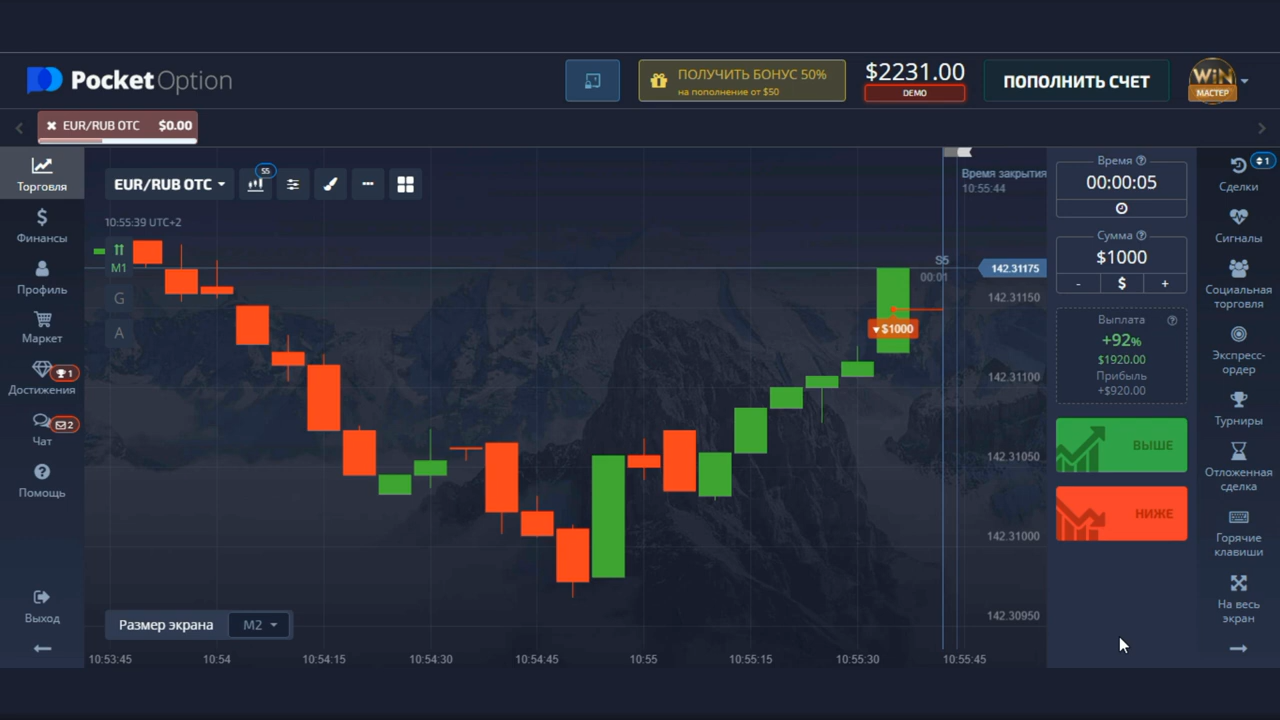 PocketOption
ПОЛУЧИТЬ БОНУС 50%
на пополнение от $50
$2231.00
DEMO
ПОПОЛНИТЬ СЧЕТ
WiN
МАСТЕР
EUR/RUB OTC $0.00
Торговля
Финансы
Профиль
Маркет
Достижения
1
Чат
2
Помощь
Выход
EUR/RUB OTC
S5
10:55:39 UTC+2
M1
G
A
Время закрытия
10:55:44
S5
00:01
$1000
142.31175
142.31150
142.31100
142.31050
142.31000
142.30950
Размер экрана
M2
10:53:45
10:54
10:54:15
10:54:30
10:54:45
10:55
10:55:15
10:55:30
10:55:45
Время
00:00:05
Сумма
$1000
- $ +
Выплата
+92%
$1920.00
Прибыль
+$920.00
ВЫШЕ
НИЖЕ
1
Сделки
Сигналы
Социальная
торговля
Экспресс-
ордер
Турниры
Отложенная
сделка
Горячие
клавиши
На весь
экран